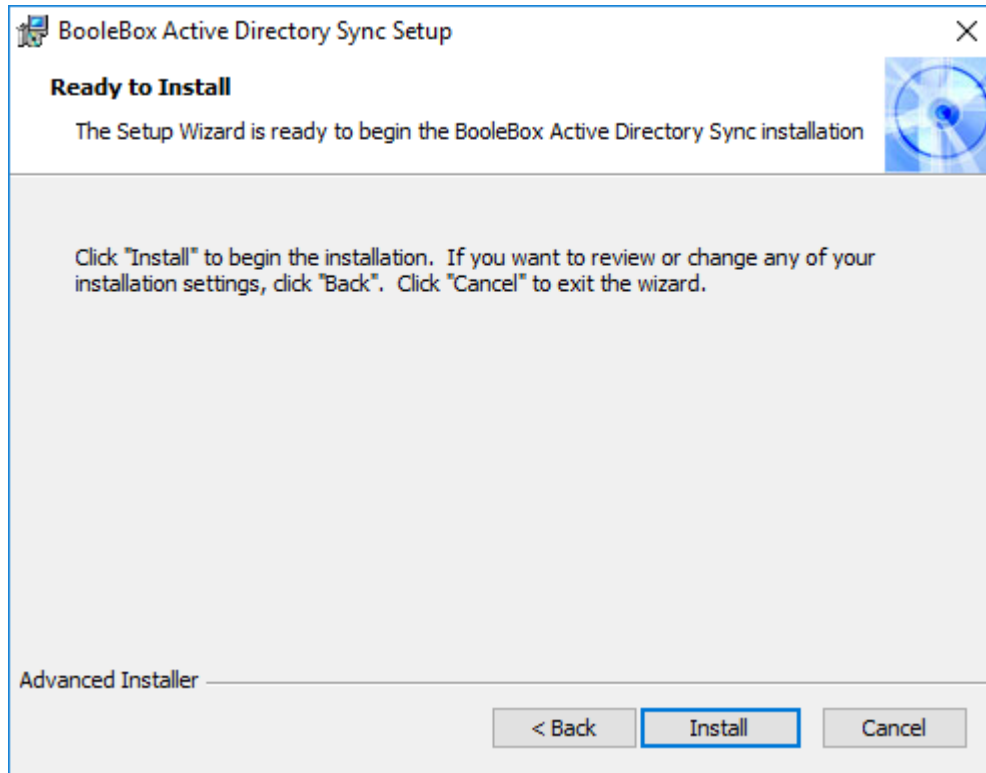 BooleBox Active Directory Sync Setup
Ready to Install
The Setup Wizard is ready to begin the BooleBox Active Directory Sync installation
Click "Install" to begin the installation.  If you want to review or change any of your
installation settings, click "Back".  Click "Cancel" to exit the wizard.
Advanced Installer
< Back Install Cancel